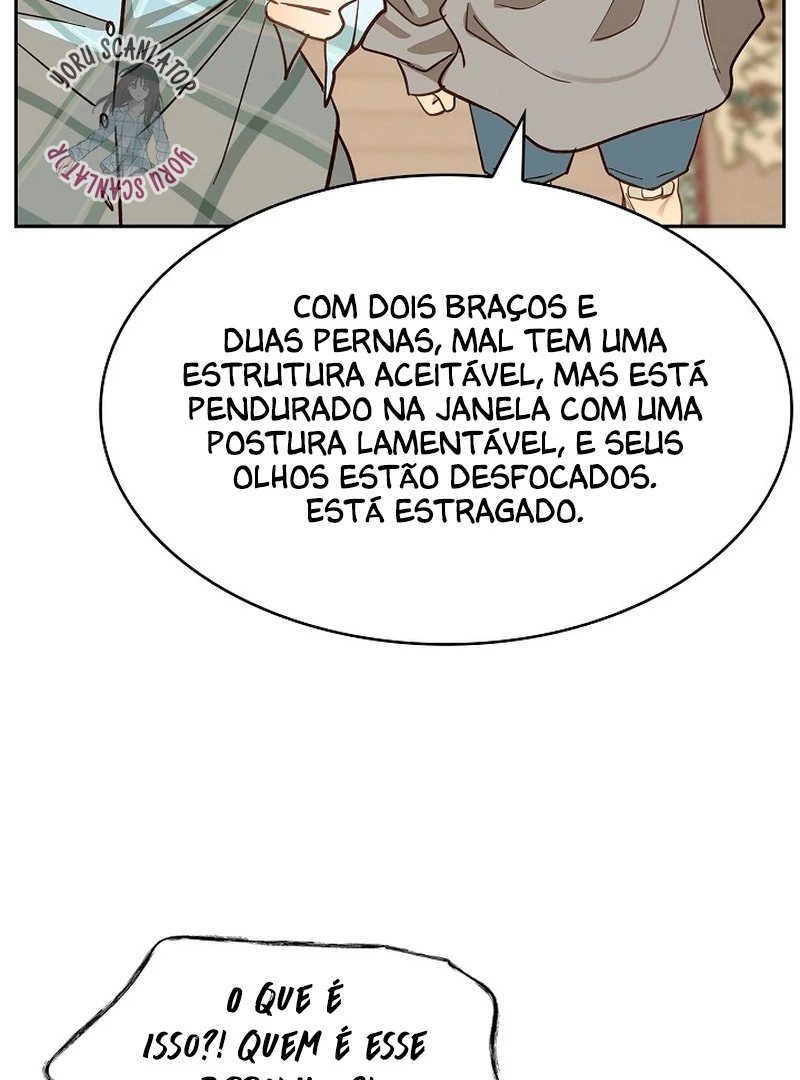 YORU SCANLATOR
YORU SCANLATOR
COM DOIS BRAÇOS E
DUAS PERNAS, MAL TEM UMA
ESTRUTURA ACEITÁVEL, MAS ESTÁ
PENDURADO NA JANELA COM UMA
POSTURA LAMENTÁVEL, E SEUS
OLHOS ESTÃO DESFOCADOS.
ESTÁ ESTRAGADO.
O QUE É
ISSO?! QUEM É ESSE